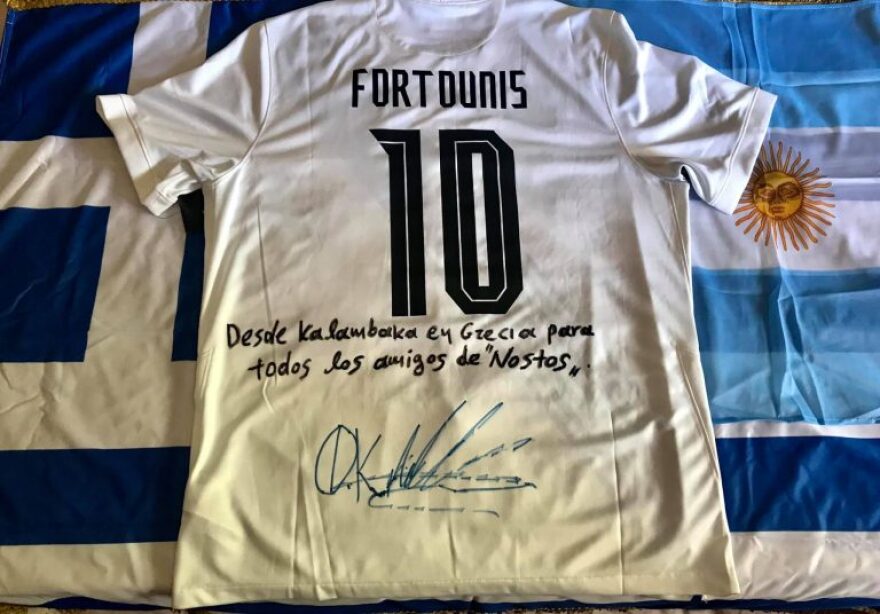 FORTOUNIS
10
Desde Kalambaka en Grecia para
todos los amigos de "Nostos„.